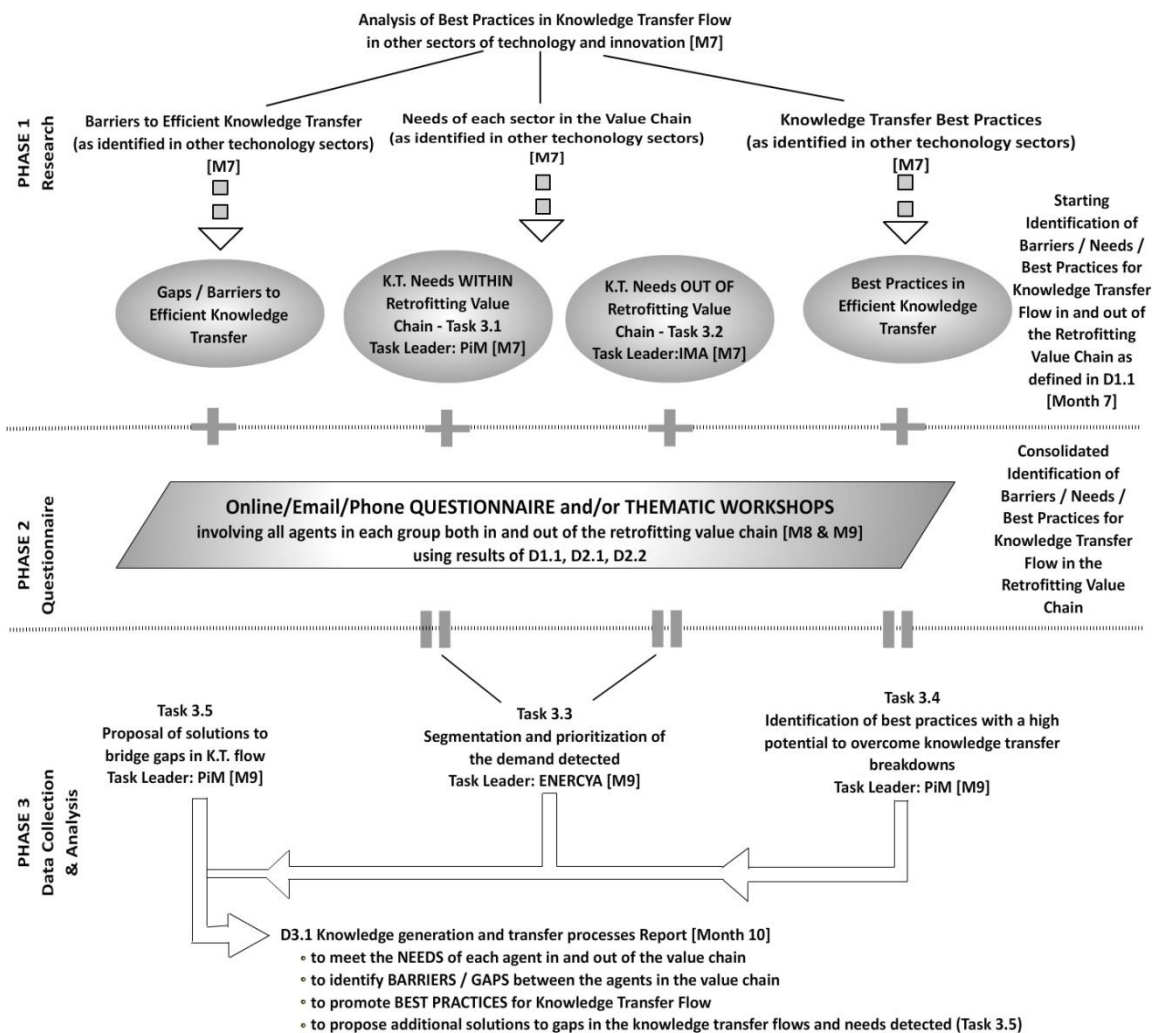 Analysis of Best Practices in Knowledge Transfer Flow
in other sectors of technology and innovation [M7]
PHASE 1
Research
Barriers to Efficient Knowledge Transfer
(as identified in other techonology sectors)
[M7]
Needs of each sector in the Value Chain
(as identified in other techonology sectors)
[M7]
Knowledge Transfer Best Practices
(as identified in other techonology sectors)
[M7]
Gaps / Barriers to
Efficient Knowledge
Transfer
K.T. Needs WITHIN
Retrofitting Value
Chain - Task 3.1
Task Leader: PiM [M7]
K.T. Needs OUT OF
Retrofitting Value
Chain - Task 3.2
Task Leader:IMA [M7]
Best Practices in
Efficient Knowledge
Transfer
Starting
Identification of
Barriers / Needs /
Best Practices for
Knowledge Transfer
Flow in and out of
the Retrofitting
Value Chain as
defined in D1.1
[Month 7]
PHASE 2
Questionnaire
Online/Email/Phone QUESTIONNAIRE and/or THEMATIC WORKSHOPS
involving all agents in each group both in and out of the retrofitting value chain [M8 & M9]
using results of D1.1, D2.1, D2.2
Consolidated
Identification of
Barriers / Needs /
Best Practices for
Knowledge Transfer
Flow in the
Retrofitting Value
Chain
PHASE 3
Data Collection
& Analysis
Task 3.5
Proposal of solutions to
bridge gaps in K.T. flow
Task Leader: PiM [M9]
Task 3.3
Segmentation and prioritization of
the demand detected
Task Leader: ENERCYA [M9]
Task 3.4
Identification of best practices with a high
potential to overcome knowledge transfer
breakdowns
Task Leader: PiM [M9]
D3.1 Knowledge generation and transfer processes Report [Month 10]
• to meet the NEEDS of each agent in and out of the value chain
• to identify BARRIERS / GAPS between the agents in the value chain
• to promote BEST PRACTICES for Knowledge Transfer Flow
• to propose additional solutions to gaps in the knowledge transfer flows and needs detected (Task 3.5)